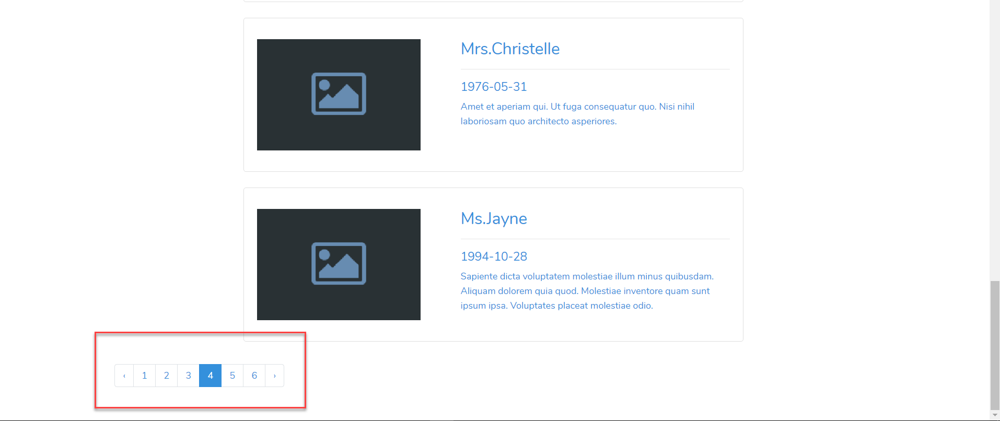 Mrs.Christelle
1976-05-31
Amet et aperiam qui. Ut fuga consequatur quo. Nisi nihil
laboriosam quo architecto asperiores.
Ms.Jayne
1994-10-28
Sapiente dicta voluptatem molestiae illum minus quibusdam.
Aliquam dolorem quia quod. Molestiae inventore quam sunt
ipsum ipsa. Voluptates placeat molestiae odio.
‹ 1 2 3 4 5 6 ›